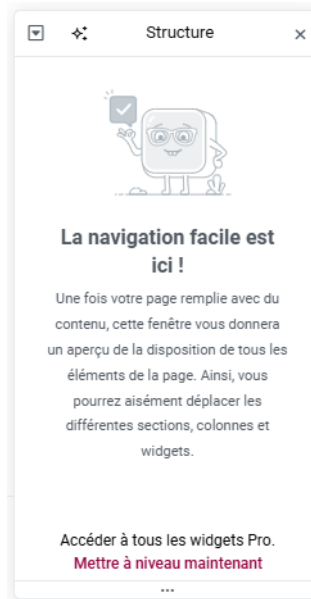 Structure
La navigation facile est
ici !
Une fois votre page remplie avec du
contenu, cette fenêtre vous donnera
un aperçu de la disposition de tous les
éléments de la page. Ainsi, vous
pourrez aisément déplacer les
différentes sections, colonnes et
widgets.
Accéder à tous les widgets Pro.
Mettre à niveau maintenant